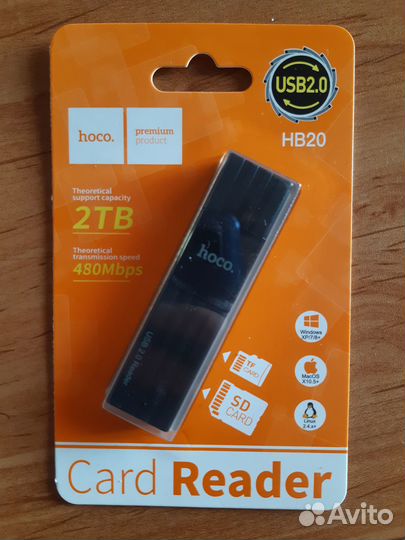 hoco.
premium
product
USB2.0
HB20
Theoretical
support capacity
2TB
Theoretical
transmission speed
480Mbps
hoco.
USB 2.0 Reader
TF
CARD
SD
CARD
Windows
XP/7/8+
MacOS
X10.5+
Linux
2.4.x+
Card Reader
Avito